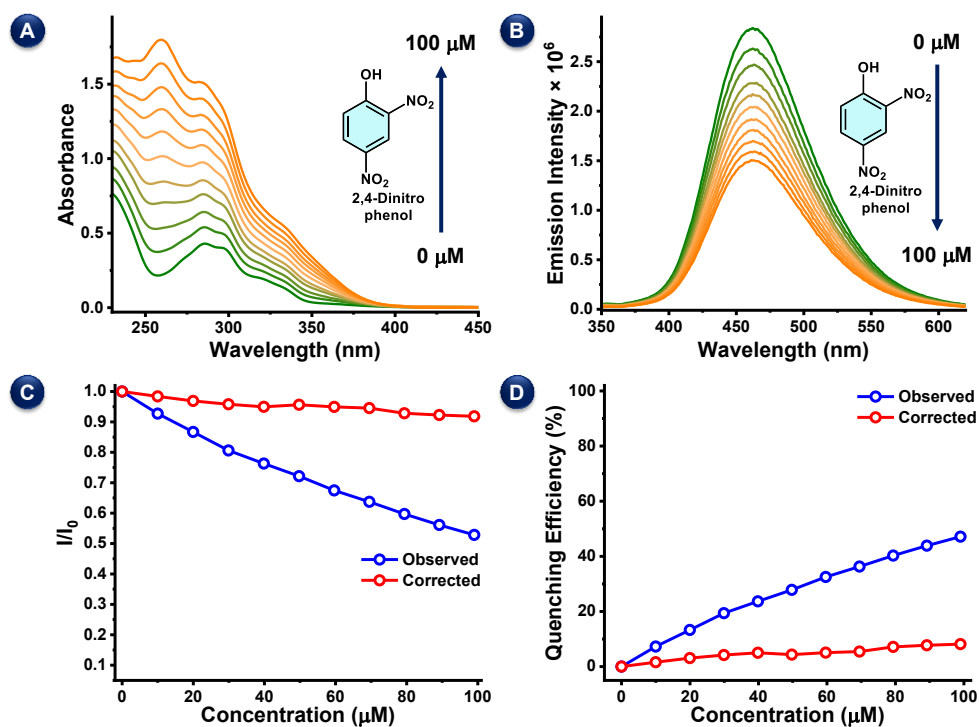 A
100 μM
OH
NO2
NO2
2,4-Dinitro
phenol
0 μM
Absorbance
1.5
1.0
0.5
0.0
250
300
350
400
450
Wavelength (nm)
B
0 μM
OH
NO2
NO2
2,4-Dinitro
phenol
100 μM
Emission Intensity × 10⁶
2.6
2.1
1.5
1.0
0.5
0.0
350
400
450
500
550
600
Wavelength (nm)
C
I/I0
1.0
0.9
0.8
0.7
0.6
0.5
0.4
0.3
0.2
0.1
Observed
Corrected
0
20
40
60
80
100
Concentration (μM)
D
Quenching Efficiency (%)
100
80
60
40
20
0
Observed
Corrected
0
20
40
60
80
100
Concentration (μM)